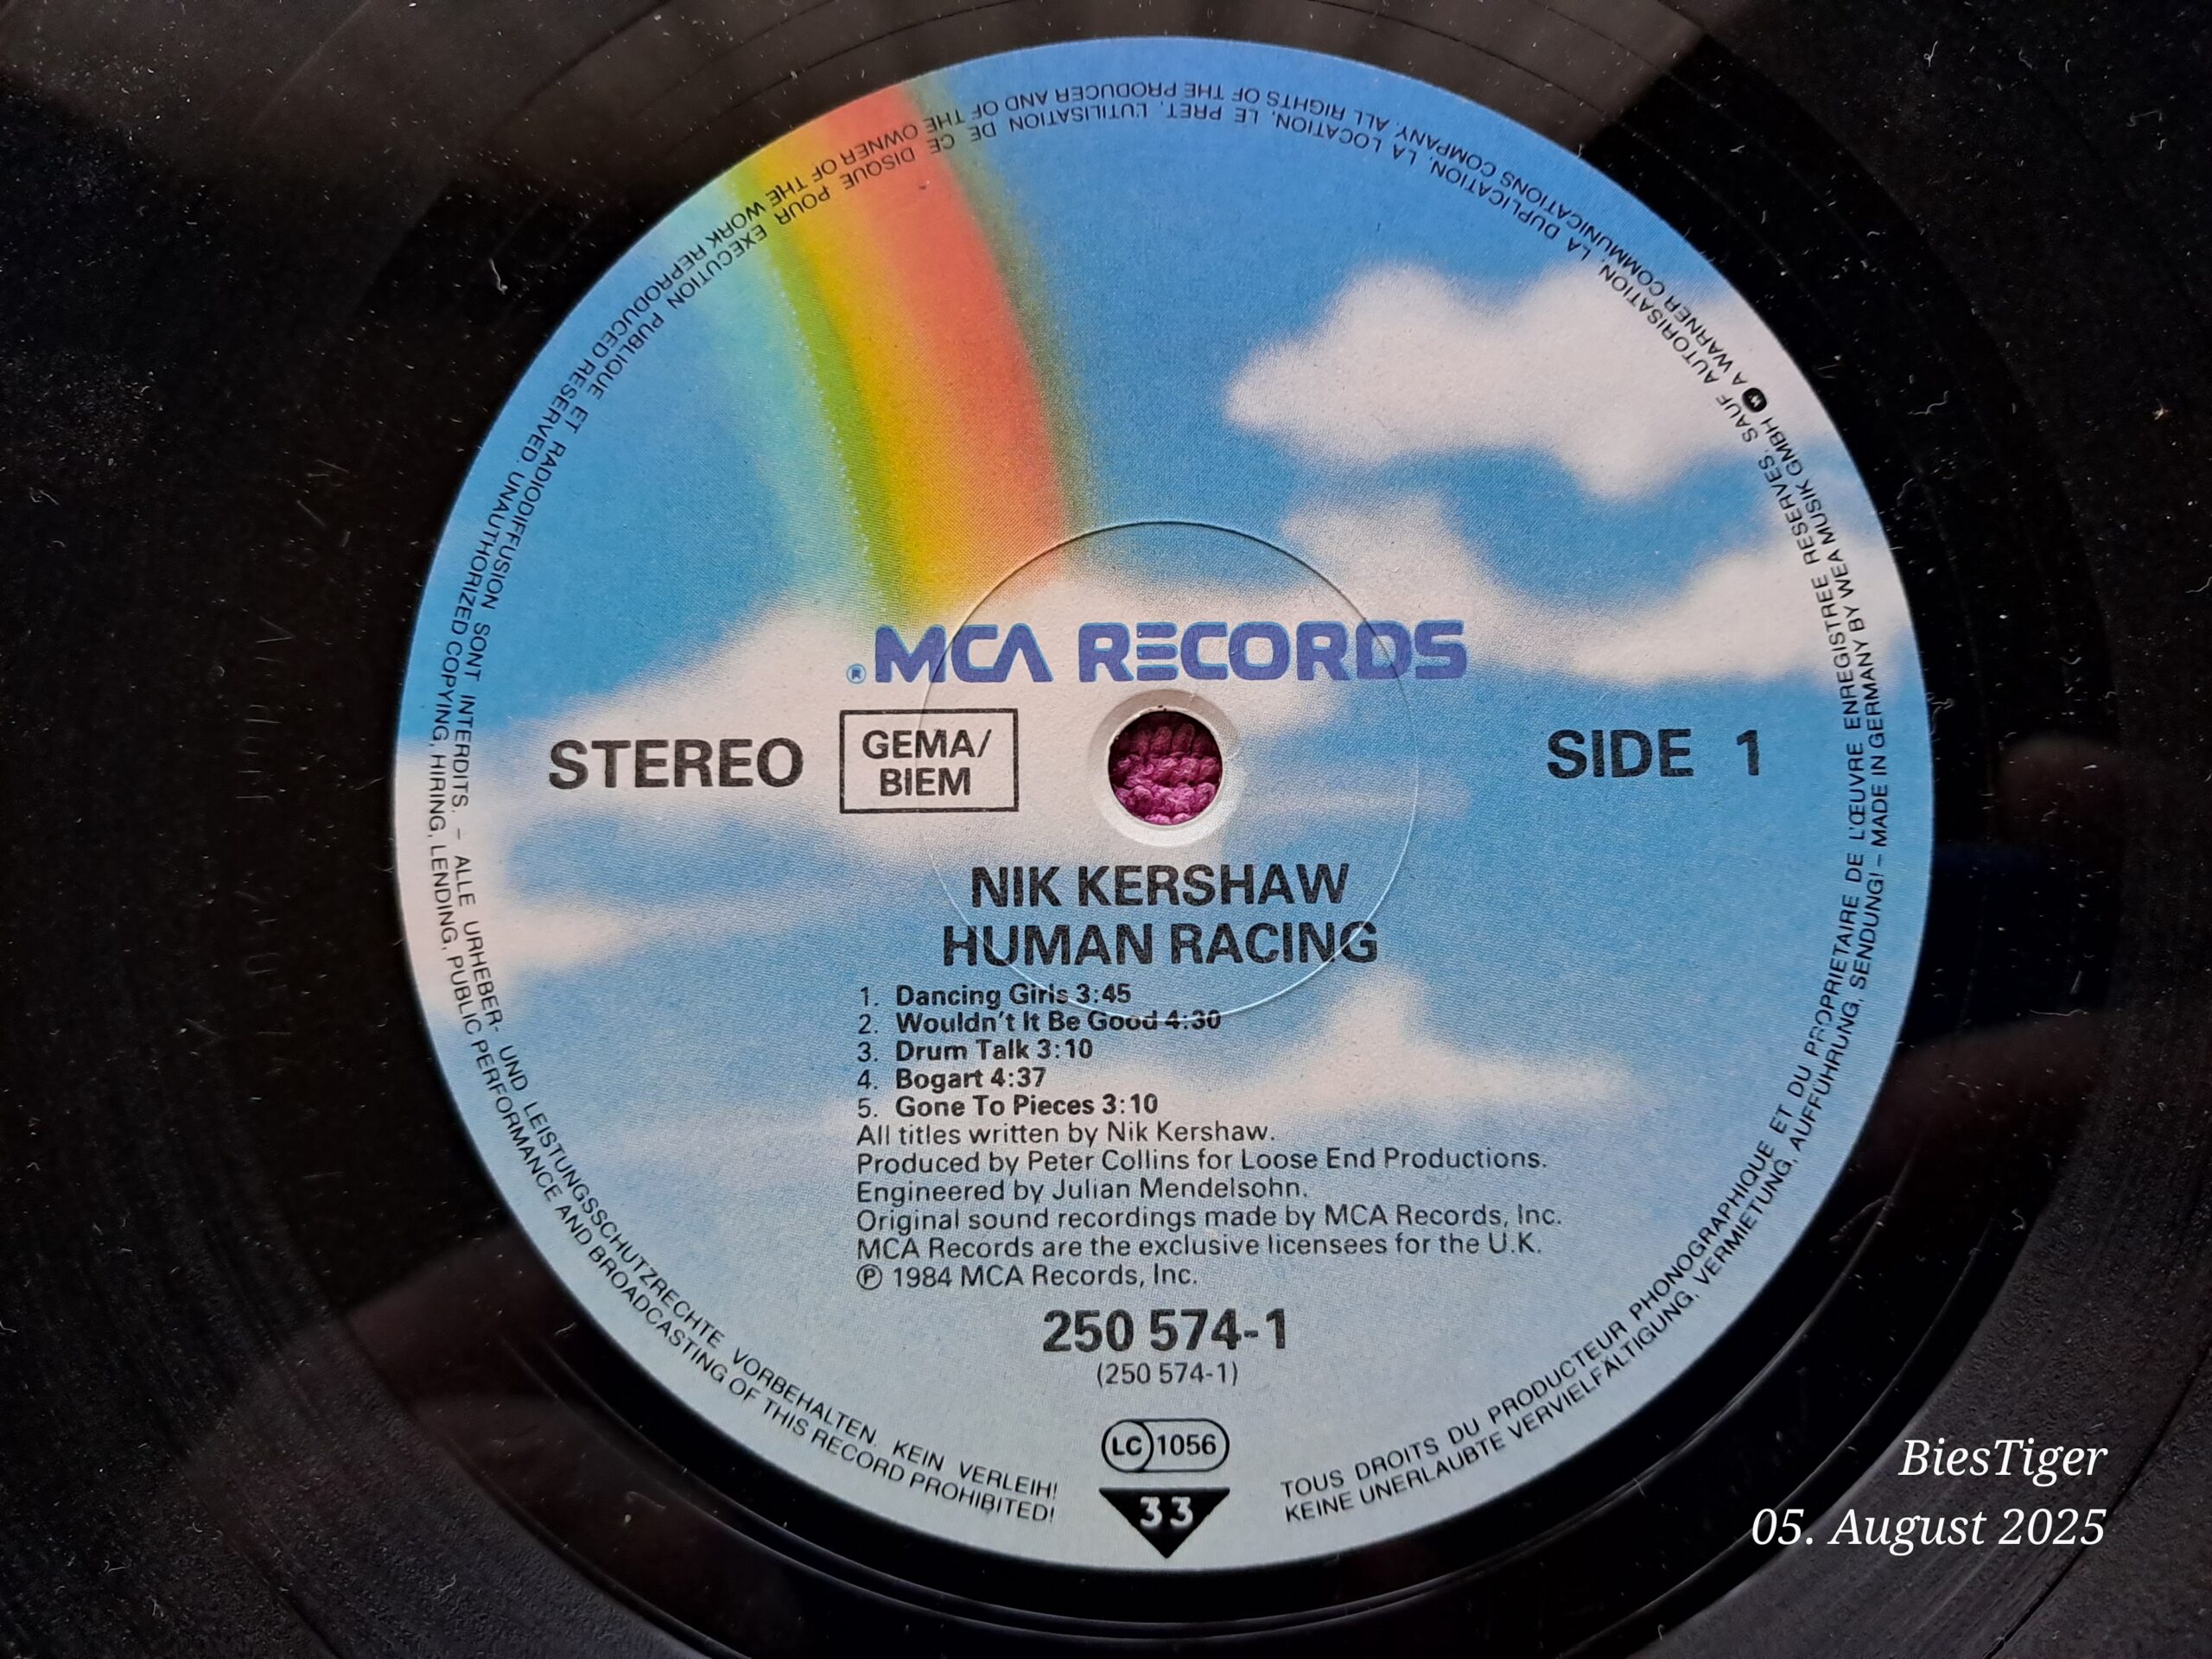 ® MCA RECORDS
STEREO
GEMA/
BIEM
SIDE 1
NIK KERSHAW
HUMAN RACING
1. Dancing Girls 3:45
2. Wouldn't It Be Good 4:30
3. Drum Talk 3:10
4. Bogart 4:37
5. Gone To Pieces 3:10
All titles written by Nik Kershaw.
Produced by Peter Collins for Loose End Productions.
Engineered by Julian Mendelsohn.
Original sound recordings made by MCA Records, Inc.
MCA Records are the exclusive licensees for the U.K.
℗ 1984 MCA Records, Inc.
250 574-1
(250 574-1)
LC 1056
33
TOUS DROITS DU PRODUCTEUR PHONOGRAPHIQUE ET DU PROPRIETAIRE DE L'ŒUVRE ENREGISTREE RESERVES. SAUF AUTORISATION, LA DUPLICATION, LA LOCATION, LE PRET, L'UTILISATION DE CE DISQUE POUR EXECUTION PUBLIQUE ET RADIODIFFUSION SONT INTERDITS. – ALLE URHEBER- UND LEISTUNGSSCHUTZRECHTE VORBEHALTEN. KEIN VERLEIH!
KEINE UNERLAUBTE VERVIELFÄLTIGUNG, VERMIETUNG, AUFFÜHRUNG, SENDUNG! – MADE IN GERMANY BY WEA MUSIK GMBH A WARNER COMMUNICATIONS COMPANY. ALL RIGHTS OF THE PRODUCER AND OF THE OWNER OF THE WORK REPRODUCED RESERVED. UNAUTHORIZED COPYING, HIRING, LENDING, PUBLIC PERFORMANCE AND BROADCASTING OF THIS RECORD PROHIBITED!
BiesTiger
05. August 2025